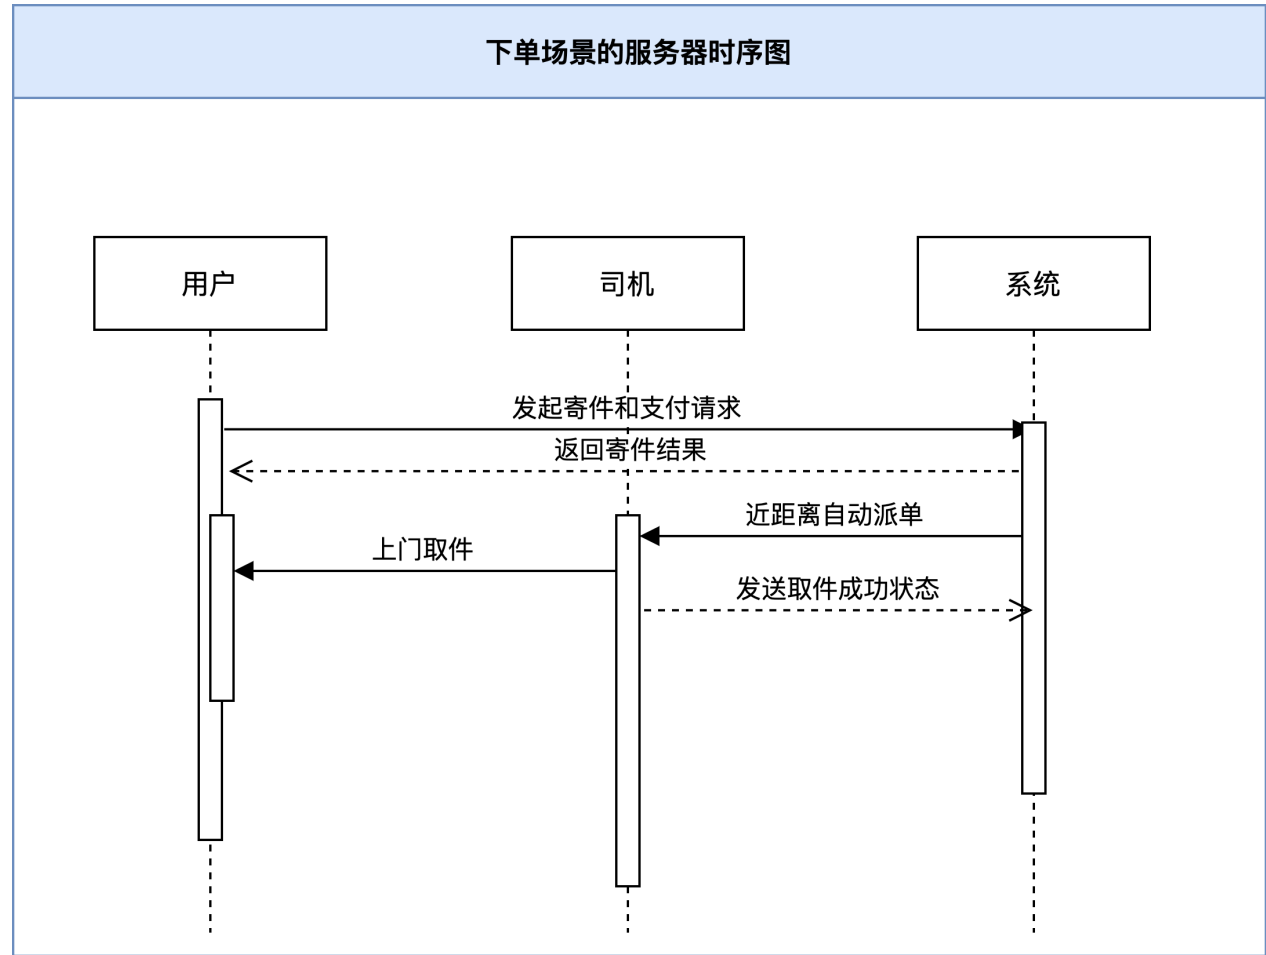 下单场景的服务器时序图
用户
司机
系统
发起寄件和支付请求
返回寄件结果
近距离自动派单
上门取件
发送取件成功状态